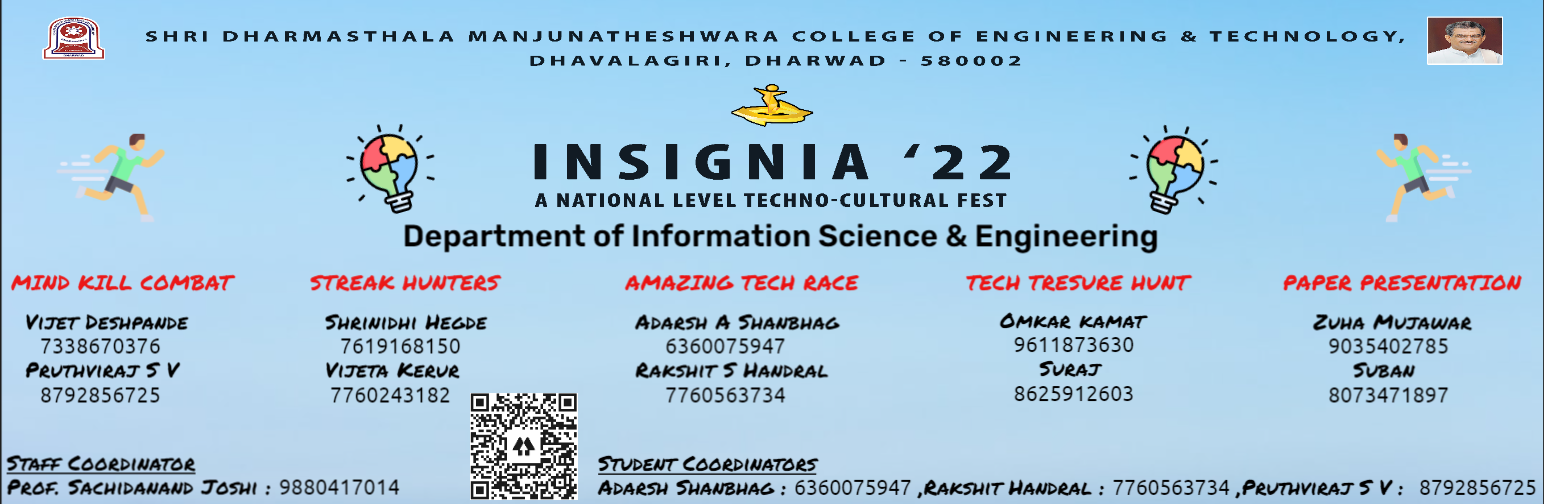 SHRI DHARMASTHALA MANJUNATHESHWARA COLLEGE OF ENGINEERING & TECHNOLOGY,
DHAVALAGIRI, DHARWAD - 580002
INSIGNIA ‘22
A NATIONAL LEVEL TECHNO-CULTURAL FEST
Department of Information Science & Engineering
MIND KILL COMBAT
VIJET DESHPANDE
7338670376
PRUTHVIRAJ S V
8792856725
STREAK HUNTERS
SHRINIDHI HEGDE
7619168150
VIJETA KERUR
7760243182
AMAZING TECH RACE
ADARSH A SHANBHAG
6360075947
RAKSHIT S HANDRAL
7760563734
TECH TRESURE HUNT
OMKAR KAMAT
9611873630
SURAJ
8625912603
PAPER PRESENTATION
ZUHA MUJAWAR
9035402785
SUBAN
8073471897
STAFF COORDINATOR
PROF. SACHIDANAND JOSHI : 9880417014
STUDENT COORDINATORS
ADARSH SHANBHAG : 6360075947 ,RAKSHIT HANDRAL : 7760563734 ,PRUTHVIRAJ S V : 8792856725